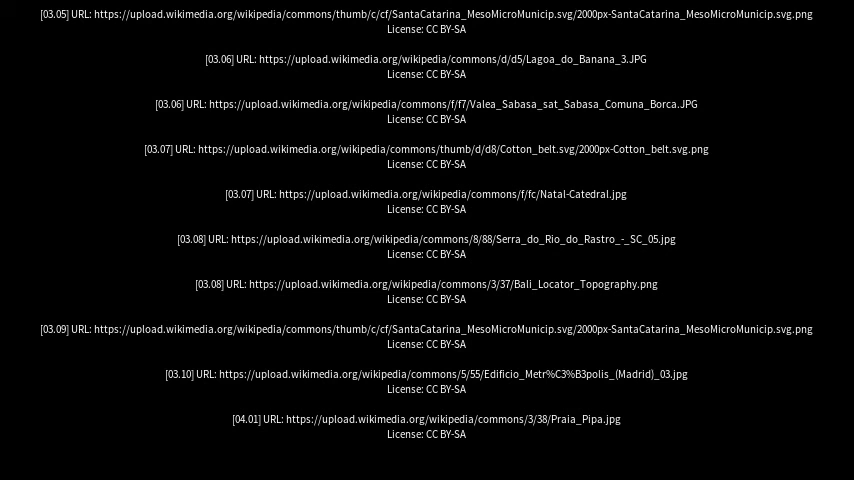 [03.05] URL: https://upload.wikimedia.org/wikipedia/commons/thumb/c/cf/SantaCatarina_MesoMicroMunicip.svg/2000px-SantaCatarina_MesoMicroMunicip.svg.png
License: CC BY-SA
[03.06] URL: https://upload.wikimedia.org/wikipedia/commons/d/d5/Lagoa_do_Banana_3.JPG
License: CC BY-SA
[03.06] URL: https://upload.wikimedia.org/wikipedia/commons/f/f7/Valea_Sabasa_sat_Sabasa_Comuna_Borca.JPG
License: CC BY-SA
[03.07] URL: https://upload.wikimedia.org/wikipedia/commons/thumb/d/d8/Cotton_belt.svg/2000px-Cotton_belt.svg.png
License: CC BY-SA
[03.07] URL: https://upload.wikimedia.org/wikipedia/commons/f/fc/Natal-Catedral.jpg
License: CC BY-SA
[03.08] URL: https://upload.wikimedia.org/wikipedia/commons/8/88/Serra_do_Rio_do_Rastro_-_SC_05.jpg
License: CC BY-SA
[03.08] URL: https://upload.wikimedia.org/wikipedia/commons/3/37/Bali_Locator_Topography.png
License: CC BY-SA
[03.09] URL: https://upload.wikimedia.org/wikipedia/commons/thumb/c/cf/SantaCatarina_MesoMicroMunicip.svg/2000px-SantaCatarina_MesoMicroMunicip.svg.png
License: CC BY-SA
[03.10] URL: https://upload.wikimedia.org/wikipedia/commons/5/55/Edificio_Metr%C3%B3polis_(Madrid)_03.jpg
License: CC BY-SA
[04.01] URL: https://upload.wikimedia.org/wikipedia/commons/3/38/Praia_Pipa.jpg
License: CC BY-SA